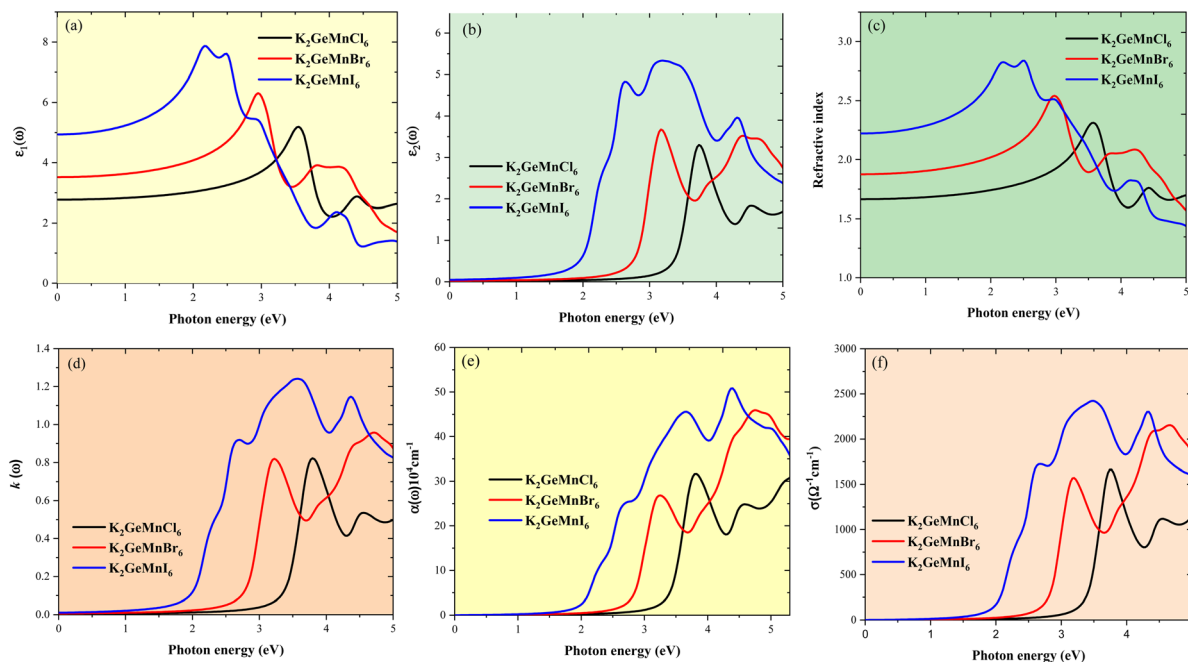 (a)
K₂GeMnCl₆
K₂GeMnBr₆
K₂GeMnI₆
ε₁(ω)
8
6
4
2
0
0 1 2 3 4 5
Photon energy (eV)
(b)
K₂GeMnCl₆
K₂GeMnBr₆
K₂GeMnI₆
ε₂(ω)
6
5
4
3
2
1
0
0 1 2 3 4 5
Photon energy (eV)
(c)
K₂GeMnCl₆
K₂GeMnBr₆
K₂GeMnI₆
Refractive index
3.0
2.5
2.0
1.5
1.0
0 1 2 3 4 5
Photon energy (eV)
(d)
K₂GeMnCl₆
K₂GeMnBr₆
K₂GeMnI₆
k (ω)
1.4
1.2
1.0
0.8
0.6
0.4
0.2
0.0
0 1 2 3 4 5
Photon energy (eV)
(e)
K₂GeMnCl₆
K₂GeMnBr₆
K₂GeMnI₆
α(ω)10⁴cm⁻¹
60
50
40
30
20
10
0
0 1 2 3 4 5
Photon energy (eV)
(f)
K₂GeMnCl₆
K₂GeMnBr₆
K₂GeMnI₆
σ(Ω⁻¹cm⁻¹)
3000
2500
2000
1500
1000
500
0
0 1 2 3 4
Photon energy (eV)